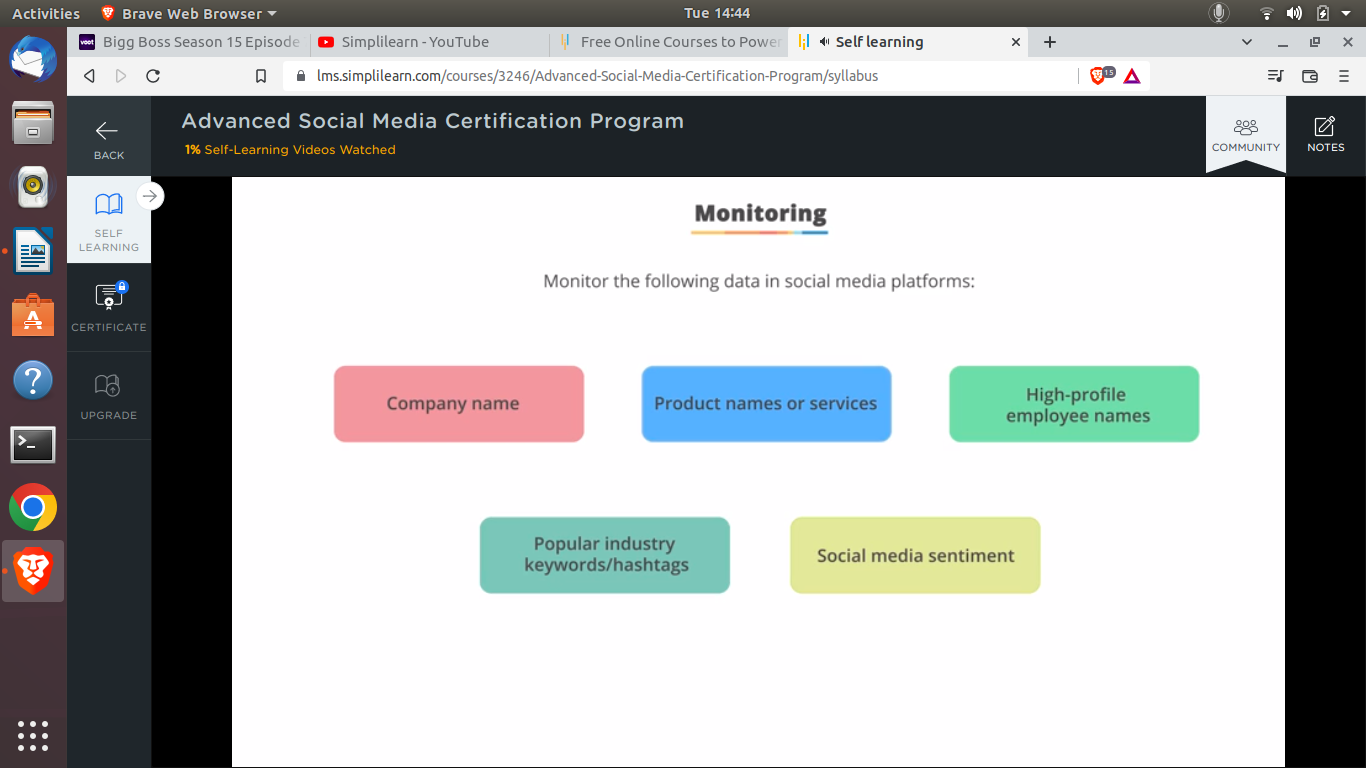 Activities
Brave Web Browser
Tue 14:44
voot
Bigg Boss Season 15 Episode
Simplilearn - YouTube
Free Online Courses to Power
Self learning
lms.simplilearn.com/courses/3246/Advanced-Social-Media-Certification-Program/syllabus
15
BACK
Advanced Social Media Certification Program
1% Self-Learning Videos Watched
COMMUNITY
NOTES
SELF
LEARNING
CERTIFICATE
UPGRADE
Monitoring
Monitor the following data in social media platforms:
Company name
Product names or services
High-profile
employee names
Popular industry
keywords/hashtags
Social media sentiment